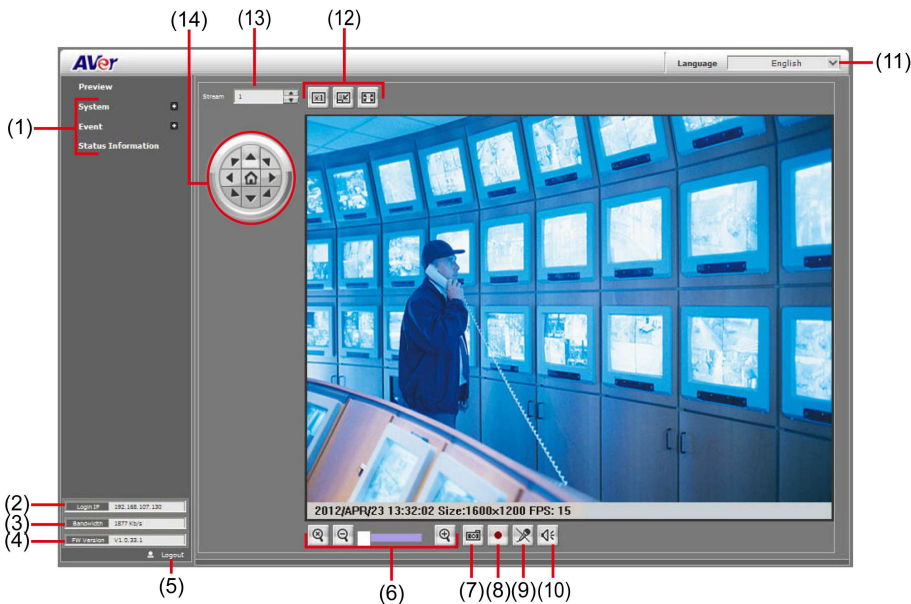 (14)
(13)
(12)
AVer
Language
English
(11)
Preview
System
Event
Status Information
(1)
Stream
1
x1
2012/APR/23 13:32:02 Size:1600x1200 FPS: 15
(2)
Login IP
192.168.107.130
(3)
Bandwidth
1877 Kb/s
(4)
FW Version
V1.0.33.1
Logout
(5)
(6)
(7)
(8)
(9)
(10)